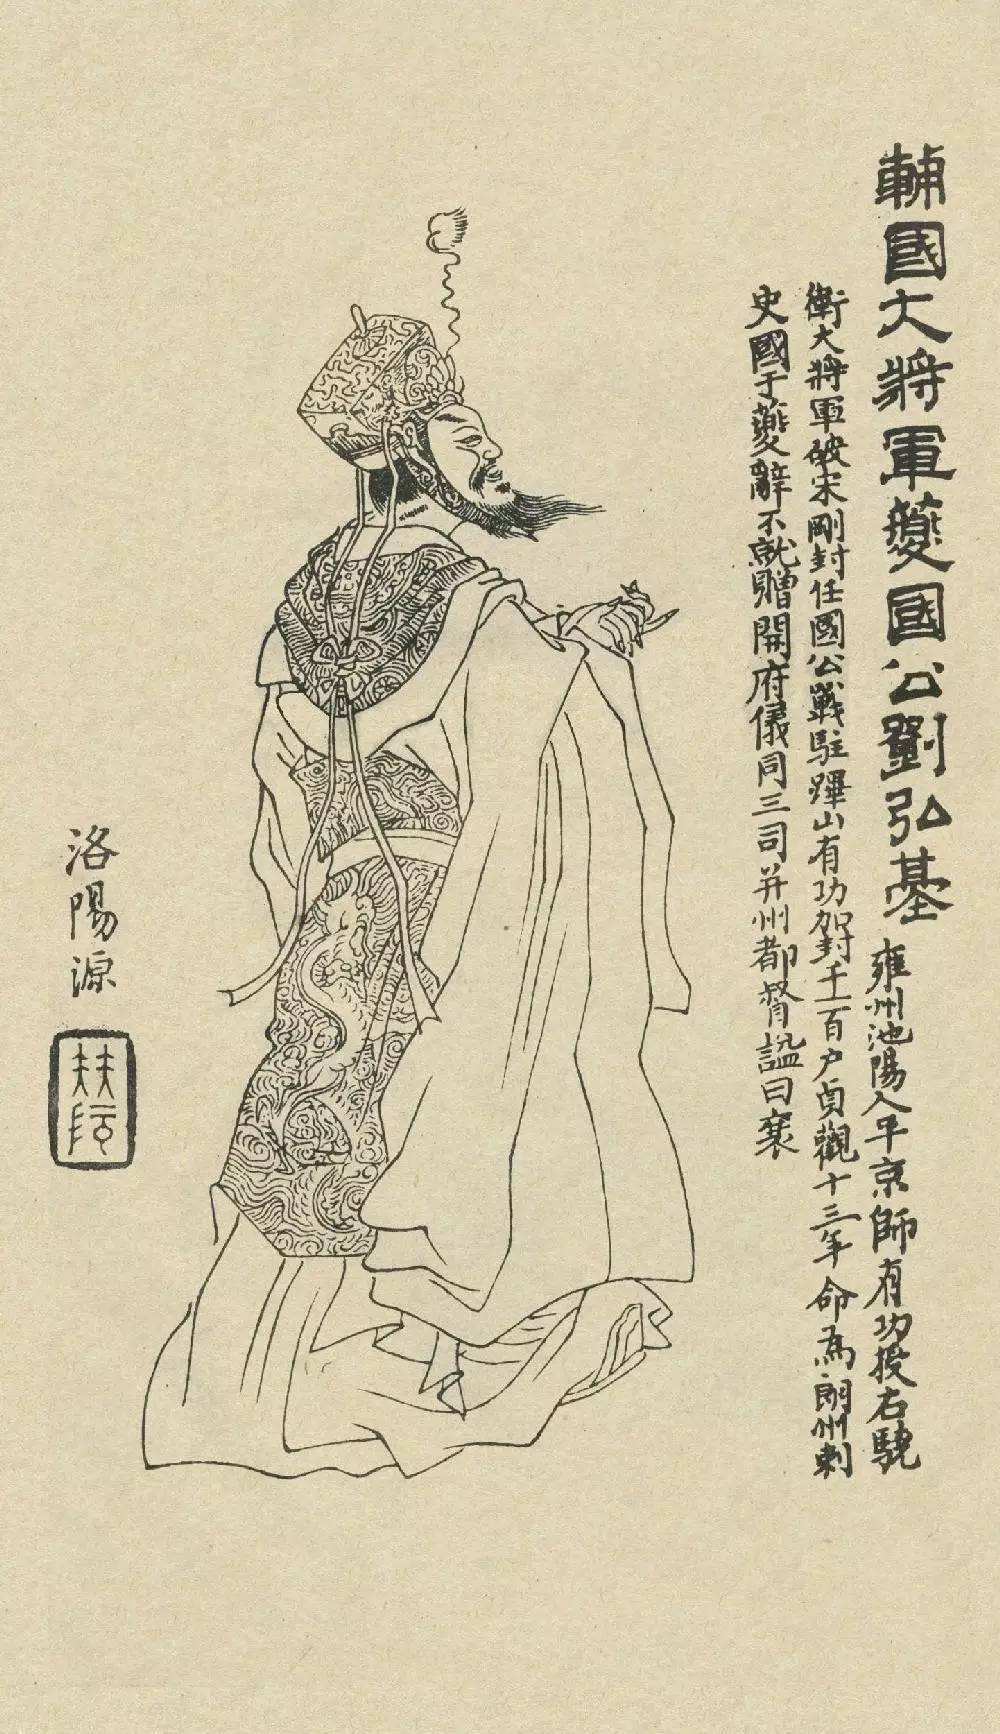 輔國大將軍夔國公劉弘基 雍州池陽人平京師有功授右驍
衛大將軍破宋剛封任國公戰駐蹕山有功加封千一百户貞觀十三年命為朗州刺
史國于夔辭不就贈開府儀同三司并州都督謚曰襄
洛陽源